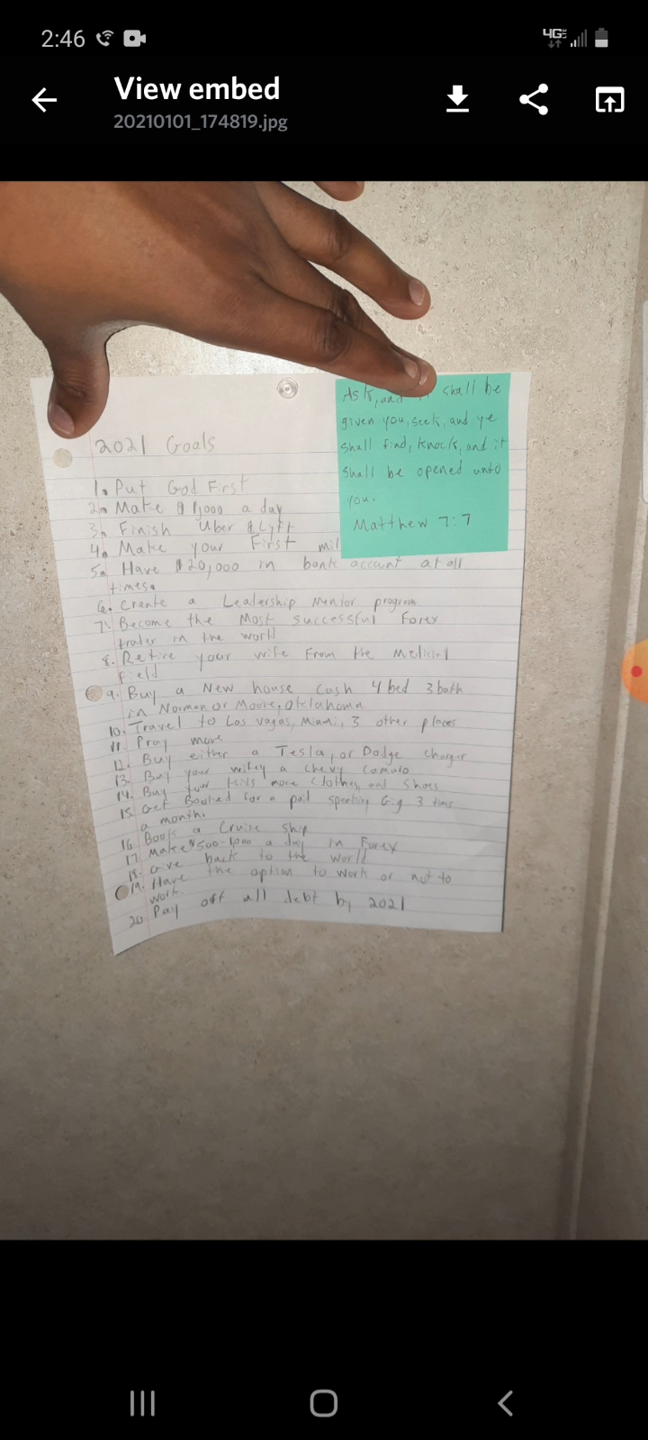 2:46
4GE
View embed
20210101_174819.jpg
Ask, and shall be
given you, seek, and ye
shall find, knock, and it
shall be opened unto
you.
Matthew 7:7
2021 Goals
1. Put God First
2. Make $1,000 a day
3. Finish Uber & Lyft
4. Make your First mil
5. Have $20,000 in bank account at all
times.
6. Create a Leadership Mentor program
7. Become the Most Successful Forex
trader in the world
8. Retire your wife From the Medical
Field
9. Buy a New house Cash 4 bed 3 bath
in Norman or Moore, Oklahoma
10. Travel to Los Vagas, Miami, 3 other places
11. Pray more
12. Buy either a Tesla, or Dodge charger
13. Buy your wifey a chevy Camaro
14. Buy your kids more clothes and shoes
15. Get Booked for a paid speaking Gig 3 times
a month.
16. Book a Cruise ship
17. Make $500-1,000 a day in Forex
18. Give back to the World
19. Have the option to work or not to
work.
20. Pay off all debt by 2021